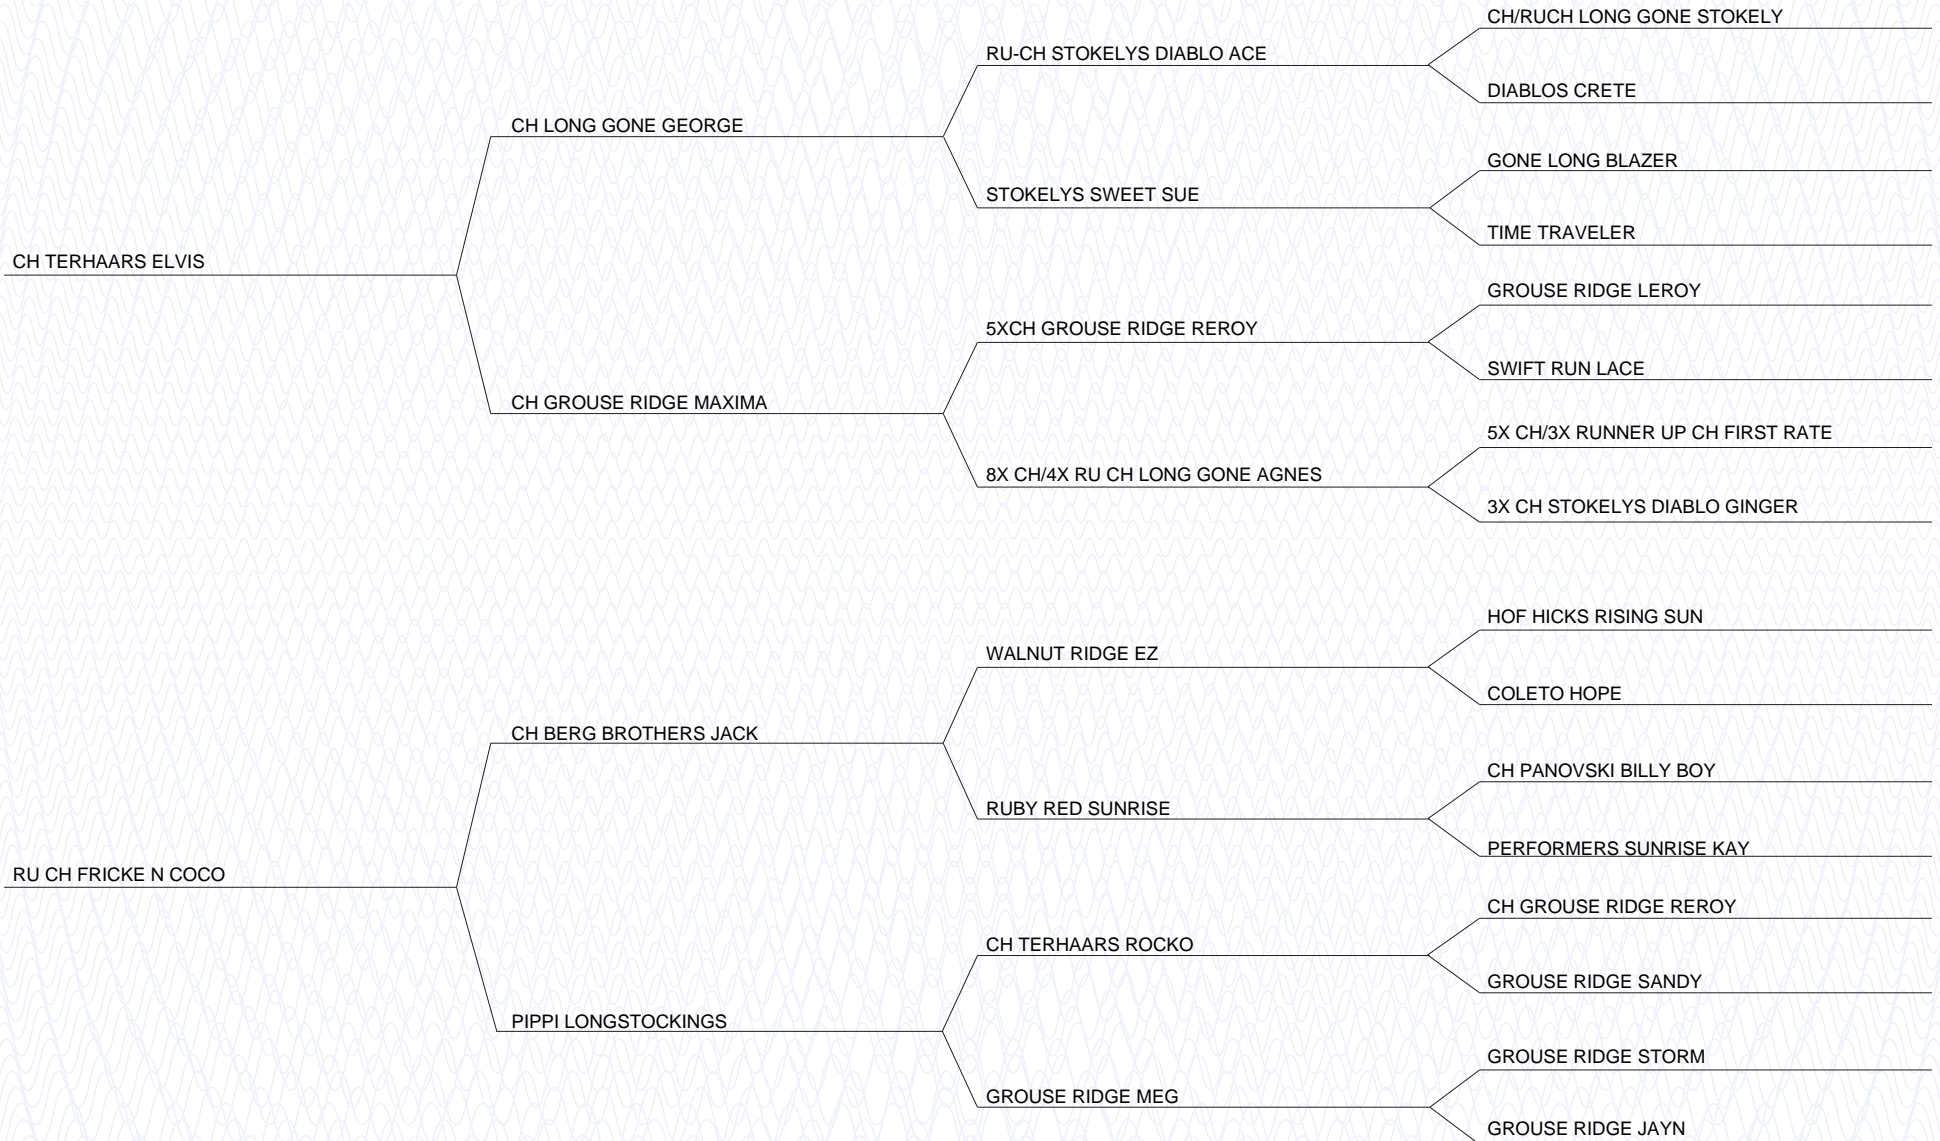 CH/RUCH LONG GONE STOKELY
RU-CH STOKELYS DIABLO ACE
DIABLOS CRETE
CH LONG GONE GEORGE
GONE LONG BLAZER
STOKELYS SWEET SUE
TIME TRAVELER
CH TERHAARS ELVIS
GROUSE RIDGE LEROY
5XCH GROUSE RIDGE REROY
SWIFT RUN LACE
CH GROUSE RIDGE MAXIMA
5X CH/3X RUNNER UP CH FIRST RATE
8X CH/4X RU CH LONG GONE AGNES
3X CH STOKELYS DIABLO GINGER
HOF HICKS RISING SUN
WALNUT RIDGE EZ
COLETO HOPE
CH BERG BROTHERS JACK
CH PANOVSKI BILLY BOY
RUBY RED SUNRISE
PERFORMERS SUNRISE KAY
RU CH FRICKE N COCO
CH GROUSE RIDGE REROY
CH TERHAARS ROCKO
GROUSE RIDGE SANDY
PIPPI LONGSTOCKINGS
GROUSE RIDGE STORM
GROUSE RIDGE MEG
GROUSE RIDGE JAYN